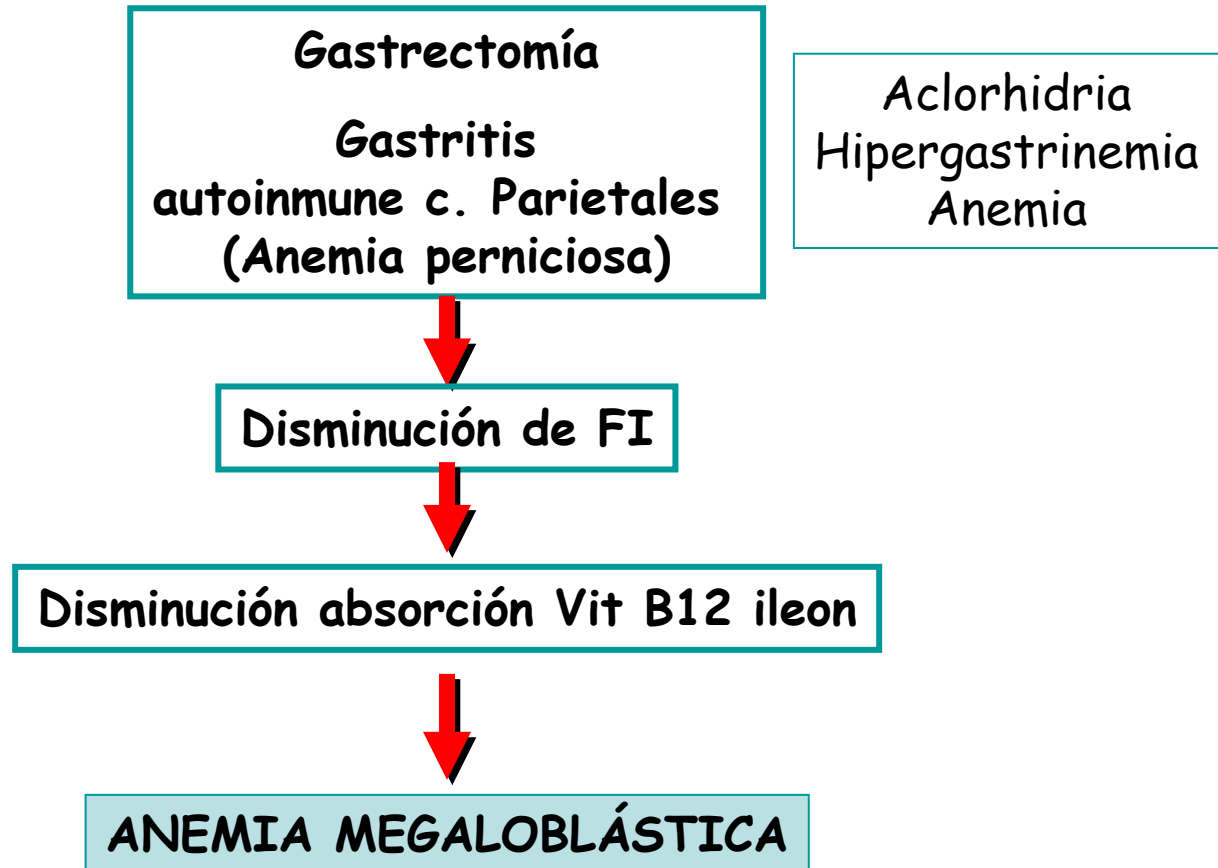 Gastrectomía
Gastritis
autoinmune c. Parietales
(Anemia perniciosa)
Aclorhidria
Hipergastrinemia
Anemia
Disminución de FI
Disminución absorción Vit B12 ileon
ANEMIA MEGALOBLÁSTICA